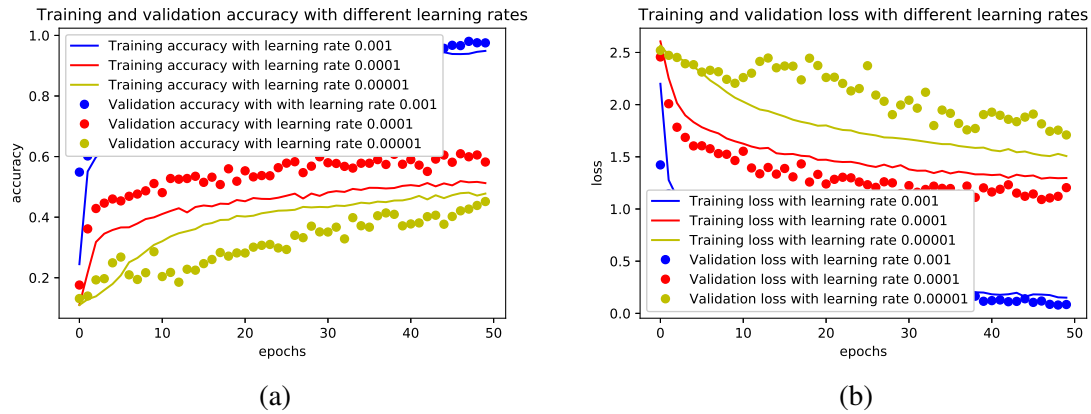 Training and validation accuracy with different learning rates
1.0
0.8
0.6
0.4
0.2
accuracy
Training accuracy with learning rate 0.001
Training accuracy with learning rate 0.0001
Training accuracy with learning rate 0.00001
Validation accuracy with with learning rate 0.001
Validation accuracy with learning rate 0.0001
Validation accuracy with learning rate 0.00001
0 10 20 30 40 50
epochs
(a)
Training and validation loss with different learning rates
2.5
2.0
1.5
1.0
0.5
0.0
loss
Training loss with learning rate 0.001
Training loss with learning rate 0.0001
Training loss with learning rate 0.00001
Validation loss with learning rate 0.001
Validation loss with learning rate 0.0001
Validation loss with learning rate 0.00001
0 10 20 30 40 50
epochs
(b)